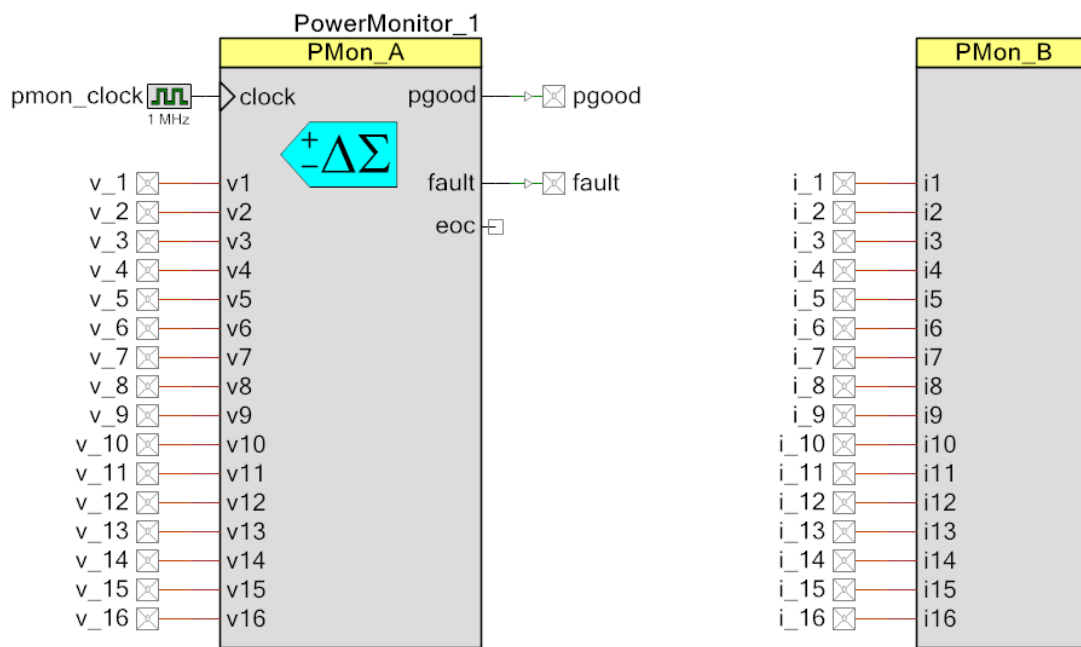 PowerMonitor_1
PMon_A
PMon_B
pmon_clock clock pgood pgood
1 MHz
+
− ΔΣ
v_1 v1 fault fault i_1 i1
v_2 v2 eoc i_2 i2
v_3 v3 i_3 i3
v_4 v4 i_4 i4
v_5 v5 i_5 i5
v_6 v6 i_6 i6
v_7 v7 i_7 i7
v_8 v8 i_8 i8
v_9 v9 i_9 i9
v_10 v10 i_10 i10
v_11 v11 i_11 i11
v_12 v12 i_12 i12
v_13 v13 i_13 i13
v_14 v14 i_14 i14
v_15 v15 i_15 i15
v_16 v16 i_16 i16